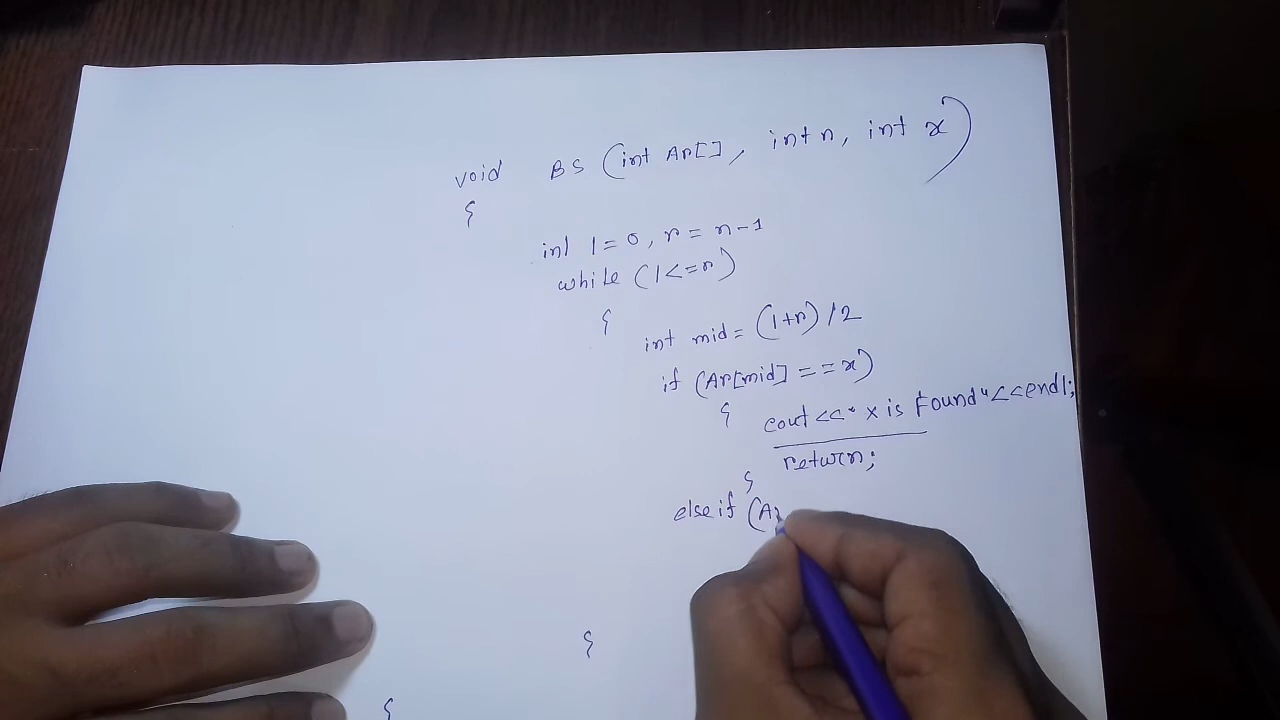 void BS (int Ar[], int n, int x)
{
int l=0, r=n-1
while (l<=r)
{
int mid= (l+r)/2
if (Ar[mid]==x)
{
cout<<"x is found"<<endl;
return;
}
else if (Ar
}
}